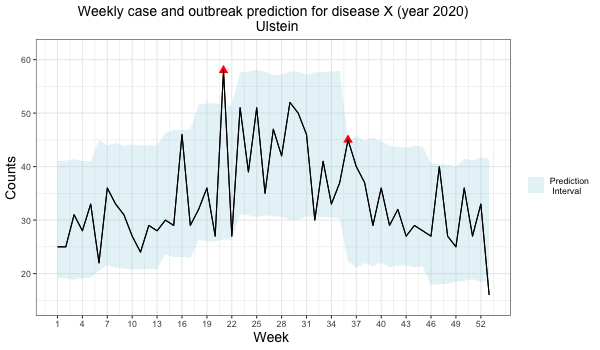 Weekly case and outbreak prediction for disease X (year 2020)
Ulstein
Counts
60
50
40
30
20
1 4 7 10 13 16 19 22 25 28 31 34 37 40 43 46 49 52
Week
Prediction
Interval